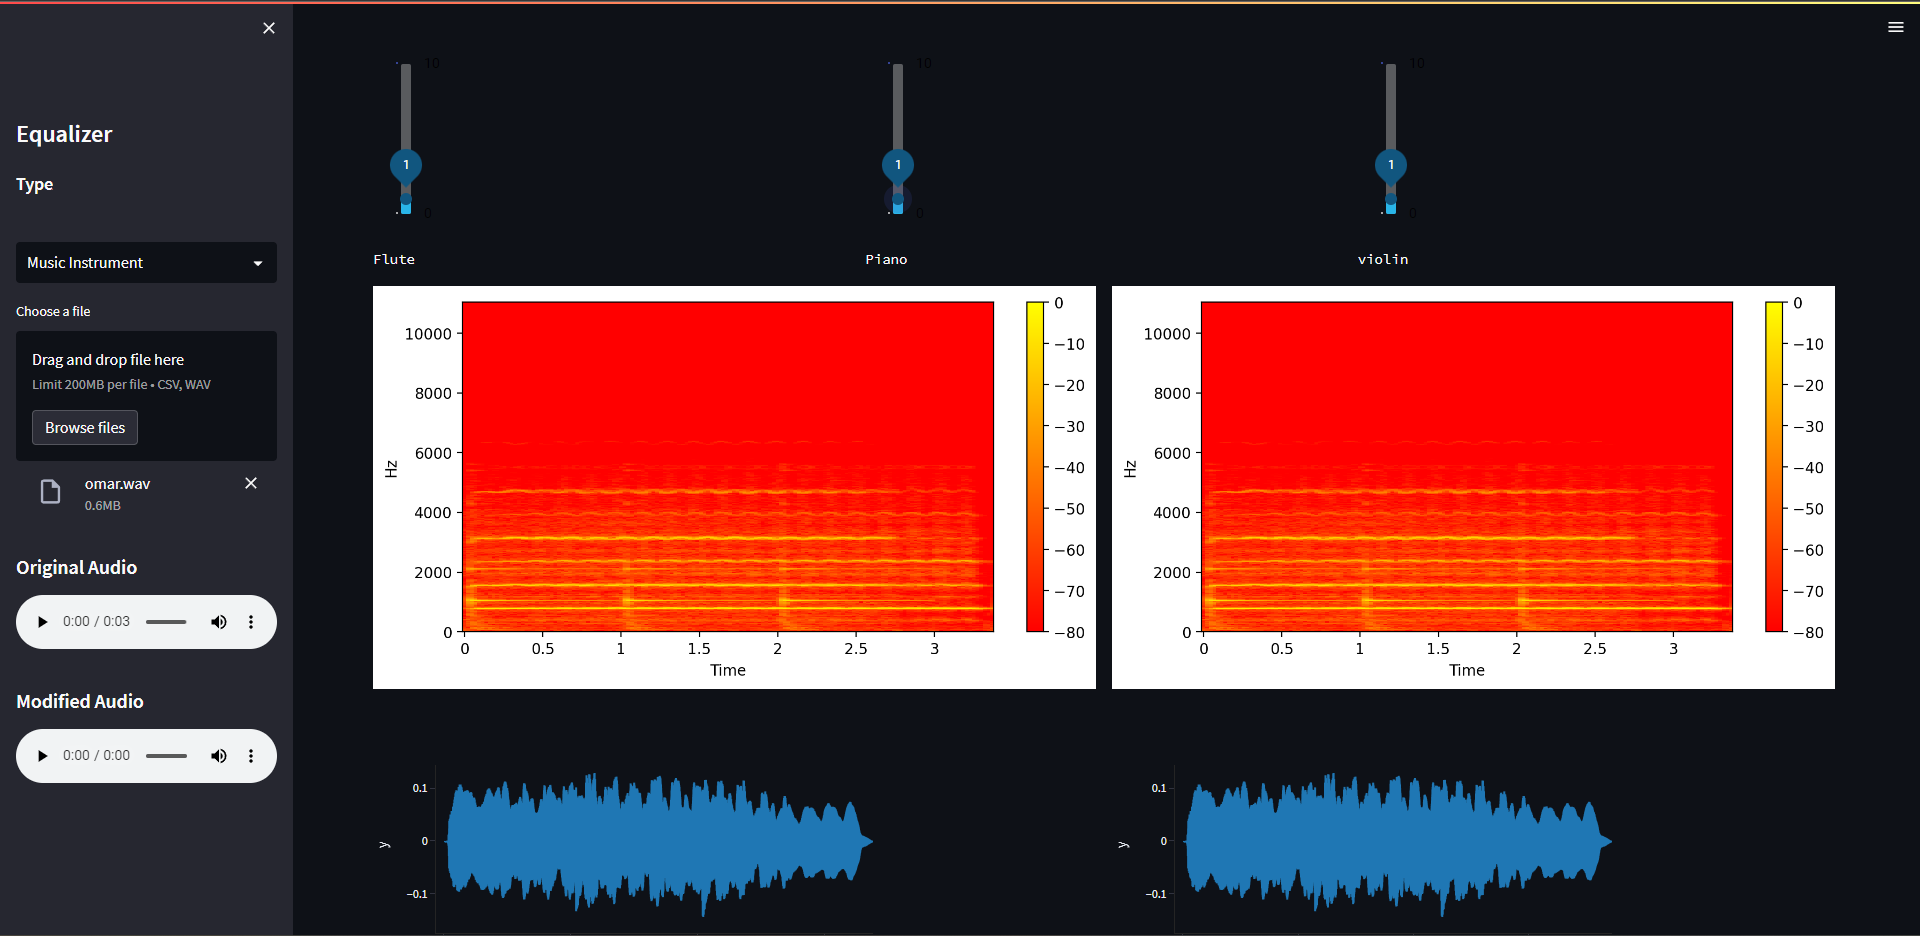 Equalizer
Type
Music Instrument
Choose a file
Drag and drop file here
Limit 200MB per file • CSV, WAV
Browse files
omar.wav
0.6MB
Original Audio
0:00 / 0:03
Modified Audio
0:00 / 0:00
10
1
0
Flute
10
1
0
Piano
10
1
0
violin
10000
8000
6000
4000
2000
0
Hz
0 0.5 1 1.5 2 2.5 3
Time
0
−10
−20
−30
−40
−50
−60
−70
−80
10000
8000
6000
4000
2000
0
Hz
0 0.5 1 1.5 2 2.5 3
Time
0
−10
−20
−30
−40
−50
−60
−70
−80
0.1
0
−0.1
y
0.1
0
−0.1
y